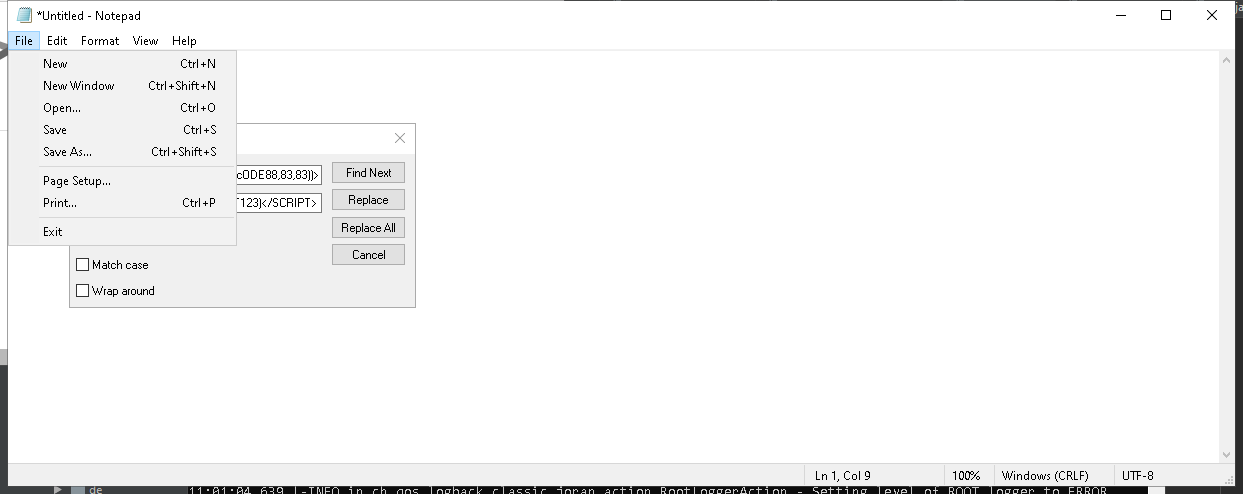 *Untitled - Notepad
File Edit Format View Help
New Ctrl+N
New Window Ctrl+Shift+N
Open... Ctrl+O
Save Ctrl+S
Save As... Ctrl+Shift+S
Page Setup...
Print... Ctrl+P
Exit
cODE88,83,83))> Find Next
T123)</SCRIPT> Replace
Replace All
Cancel
Match case
Wrap around
Ln 1, Col 9 100% Windows (CRLF) UTF-8
de 11:01:04,639 |-INFO in ch.qos.logback.classic.joran.action.RootLoggerAction - Setting level of ROOT logger to ERROR